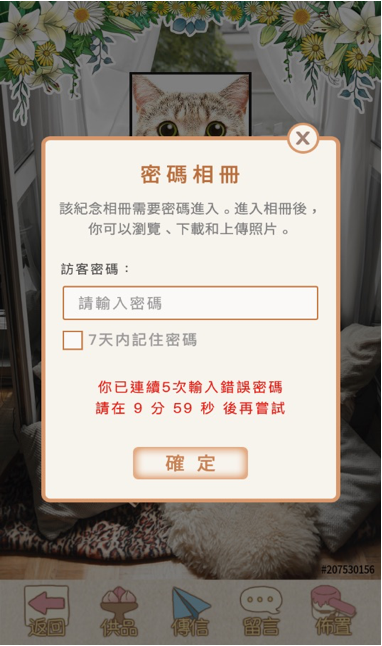 密碼相冊
該紀念相冊需要密碼進入。進入相冊後，
你可以瀏覽、下載和上傳照片。
訪客密碼：
請輸入密碼
7天內記住密碼
你已連續5次輸入錯誤密碼
請在 9 分 59 秒 後再嘗試
確 定
#207530156
返回 供品 傳信 留言 佈置